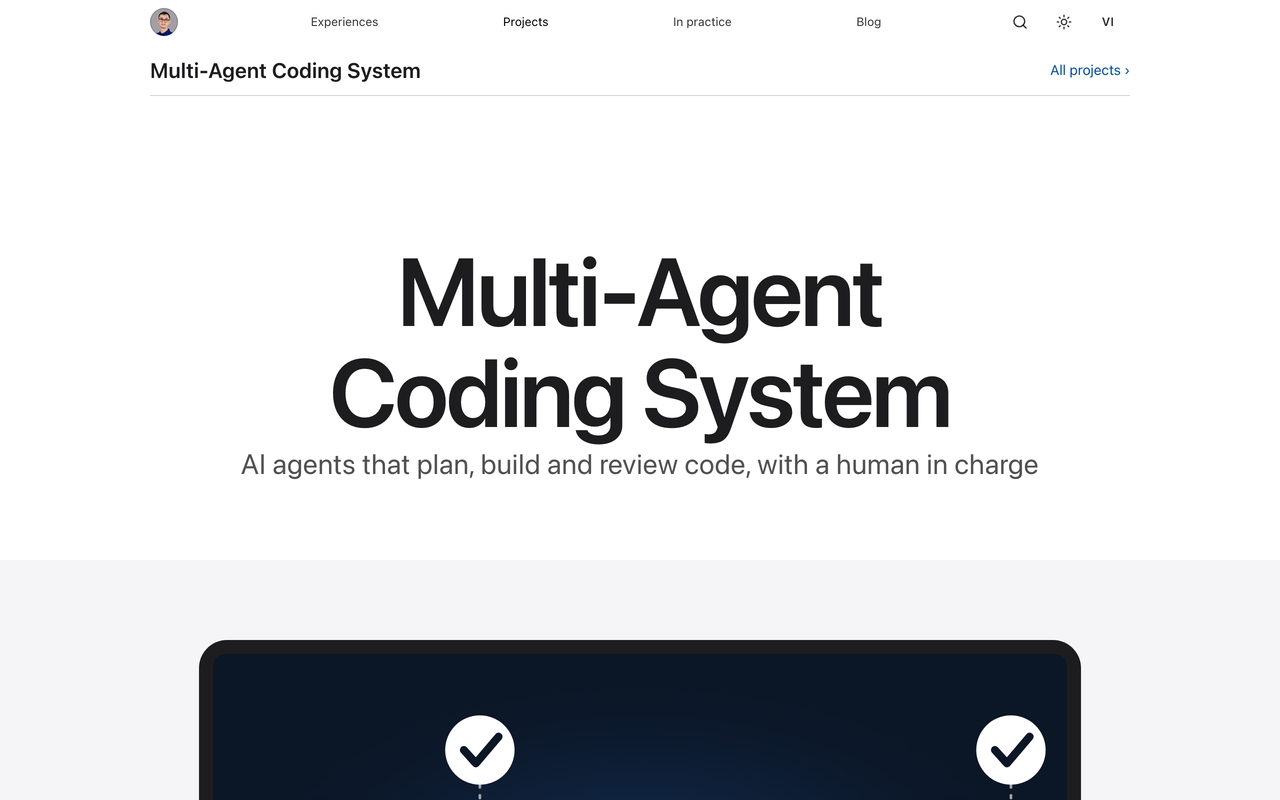 Experiences
Projects
In practice
Blog
VI
Multi-Agent Coding System
All projects ›
Multi-Agent
Coding System
AI agents that plan, build and review code, with a human in charge